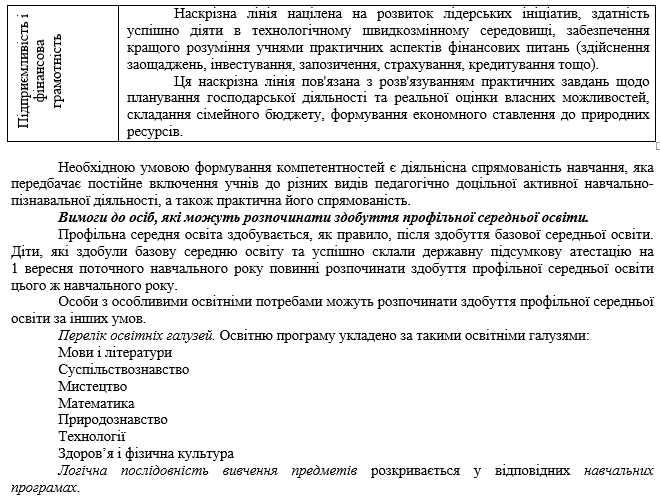 Підприємливість і
фінансова
грамотність
Наскрізна лінія націлена на розвиток лідерських ініціатив, здатність
успішно діяти в технологічному швидкозмінному середовищі, забезпечення
кращого розуміння учнями практичних аспектів фінансових питань (здійснення
заощаджень, інвестування, запозичення, страхування, кредитування тощо).
Ця наскрізна лінія пов'язана з розв'язуванням практичних завдань щодо
планування господарської діяльності та реальної оцінки власних можливостей,
складання сімейного бюджету, формування економного ставлення до природних
ресурсів.
Необхідною умовою формування компетентностей є діяльнісна спрямованість навчання, яка
передбачає постійне включення учнів до різних видів педагогічно доцільної активної навчально-
пізнавальної діяльності, а також практична його спрямованість.
Вимоги до осіб, які можуть розпочинати здобуття профільної середньої освіти.
Профільна середня освіта здобувається, як правило, після здобуття базової середньої освіти.
Діти, які здобули базову середню освіту та успішно склали державну підсумкову атестацію на
1 вересня поточного навчального року повинні розпочинати здобуття профільної середньої освіти
цього ж навчального року.
Особи з особливими освітніми потребами можуть розпочинати здобуття профільної середньої
освіти за інших умов.
Перелік освітніх галузей. Освітню програму укладено за такими освітніми галузями:
Мови і літератури
Суспільствознавство
Мистецтво
Математика
Природознавство
Технології
Здоров’я і фізична культура
Логічна послідовність вивчення предметів розкривається у відповідних навчальних
програмах.